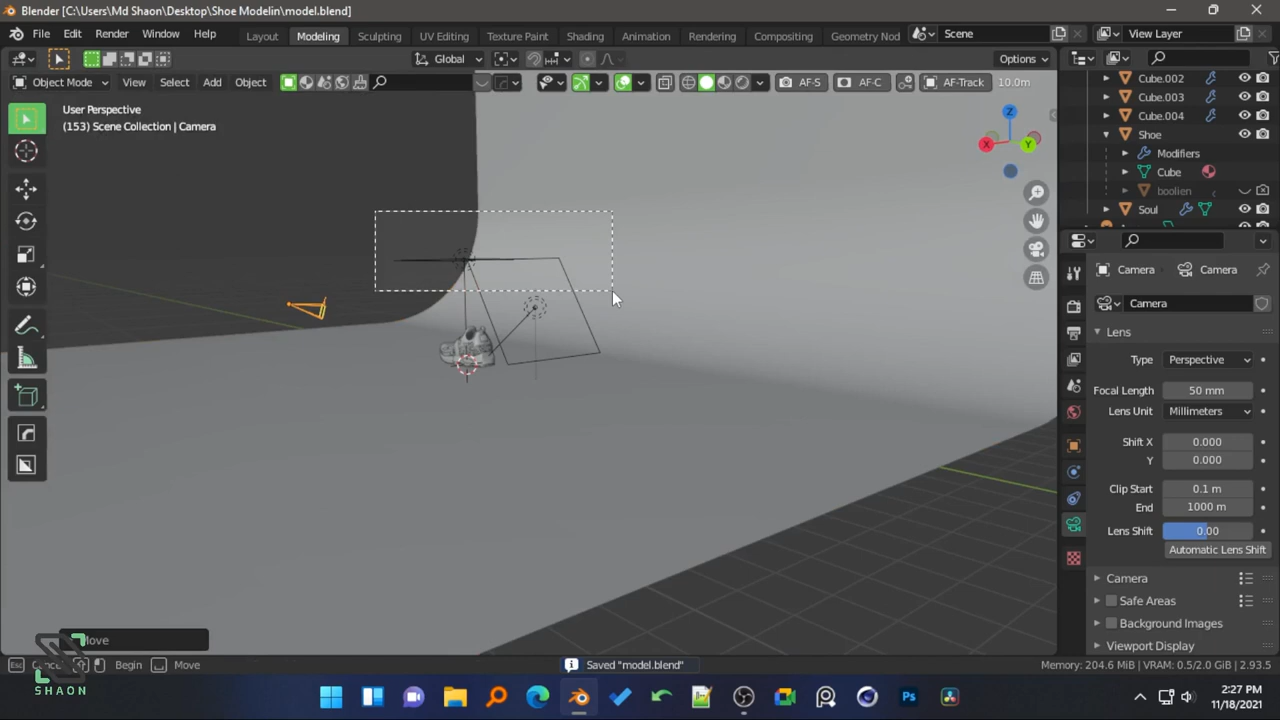 Blender [C:\Users\Md Shaon\Desktop\Shoe Modelin\model.blend]
File Edit Render Window Help Layout Modeling Sculpting UV Editing Texture Paint Shading Animation Rendering Compositing Geometry Nod Scene View Layer
Global Options
Object Mode View Select Add Object AF-S AF-C AF-Track 10.0m
User Perspective
(153) Scene Collection | Camera
Z
X
Y
Cube.002
Cube.003
Cube.004
Shoe
Modifiers
Cube
boolien
Soul
Camera Camera
Camera
Lens
Type Perspective
Focal Length 50 mm
Lens Unit Millimeters
Shift X 0.000
Y 0.000
Clip Start 0.1 m
End 1000 m
Lens Shift 0.00
Automatic Lens Shift
Camera
Safe Areas
Background Images
Viewport Display
Move
Esc Begin Move Saved "model.blend" Memory: 204.6 MiB | VRAM: 0.5/2.0 GiB | 2.93.5
SHAON
Ps
2:27 PM
11/18/2021